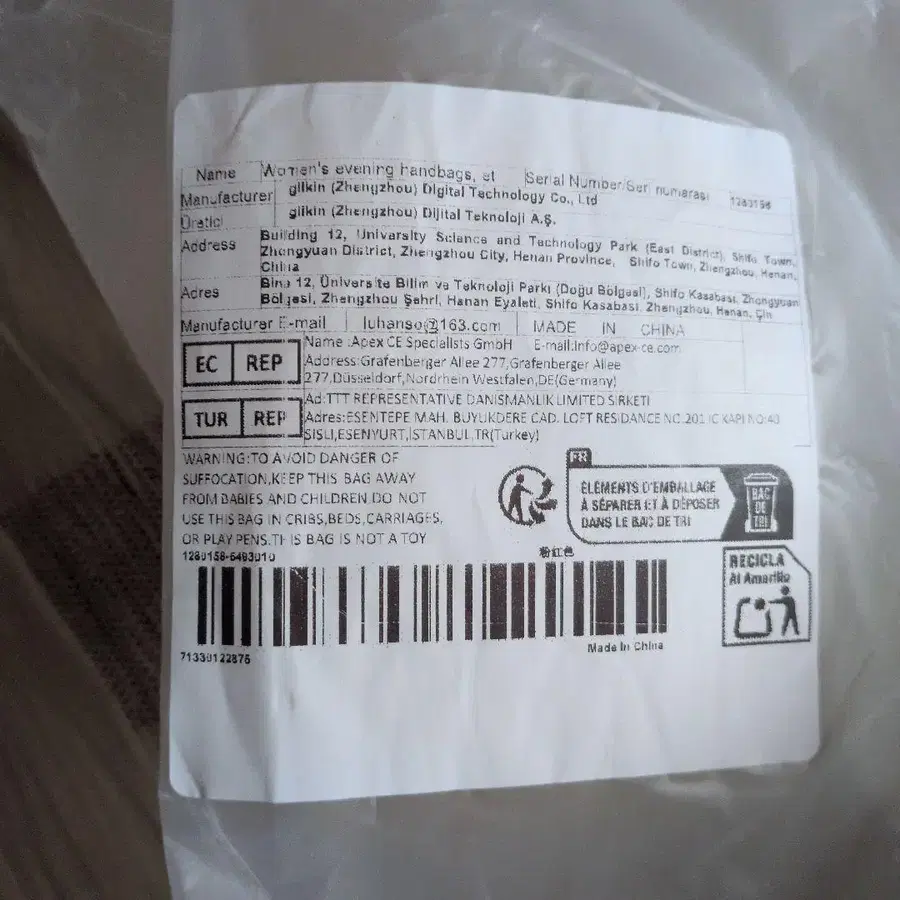 Name Women's evening handbags, et Serial Number/Seri numarası 1280158
Manufacturer gilkin (Zhengzhou) Digital Technology Co., Ltd
Üretici gilkin (Zhengzhou) Dijital Teknoloji A.Ş.
Address Building 12, University Science and Technology Park (East District), Shifo Town,
Zhongyuan District, Zhengzhou City, Henan Province, Shifo Town, Zhengzhou, Henan,
China
Adres Bina 12, Üniversite Bilim ve Teknoloji Parkı (Doğu Bölgesi), Shifo Kasabası, Zhongyuan
Bölgesi, Zhengzhou Şehri, Henan Eyaleti, Shifo Kasabası, Zhengzhou, Henan, Çin
Manufacturer E-mail luhanso@163.com MADE IN CHINA
EC REP
Name :Apex CE Specialists GmbH E-mail:Info@apex-ce.com
Address:Grafenberger Allee 277,Grafenberger Allee
277,Düsseldorf,Nordrhein Westfalen,DE(Germany)
TUR REP
Ad:TTT REPRESENTATIVE DANISMANLIK LIMITED SIRKETI
Adres:ESENTEPE MAH. BUYUKDERE CAD. LOFT RESIDANCE NO:201 IC KAPI NO:40
SISLI,ESENYURT,İSTANBUL,TR(Turkey)
WARNING:TO AVOID DANGER OF
SUFFOCATION,KEEP THIS BAG AWAY
FROM BABIES AND CHILDREN.DO NOT
USE THIS BAG IN CRIBS,BEDS,CARRIAGES,
OR PLAY PENS.THIS BAG IS NOT A TOY
FR
ÉLÉMENTS D'EMBALLAGE
À SÉPARER ET À DÉPOSER
DANS LE BAC DE TRI
BAC
DE
TRI
1280158-6493010
粉红色
RECICLA
Al Amarillo
Made In China
71330122875